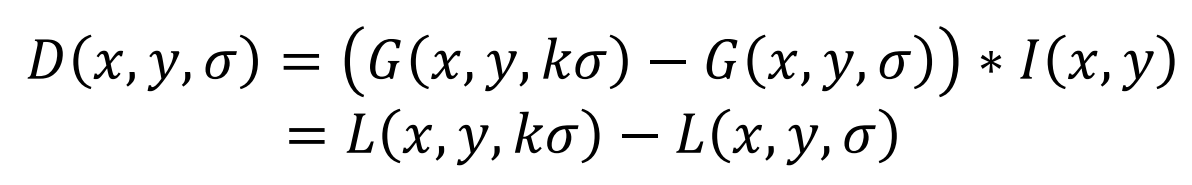 D(x, y, σ) = (G(x, y, kσ) − G(x, y, σ)) ∗ I(x, y)
= L(x, y, kσ) − L(x, y, σ)